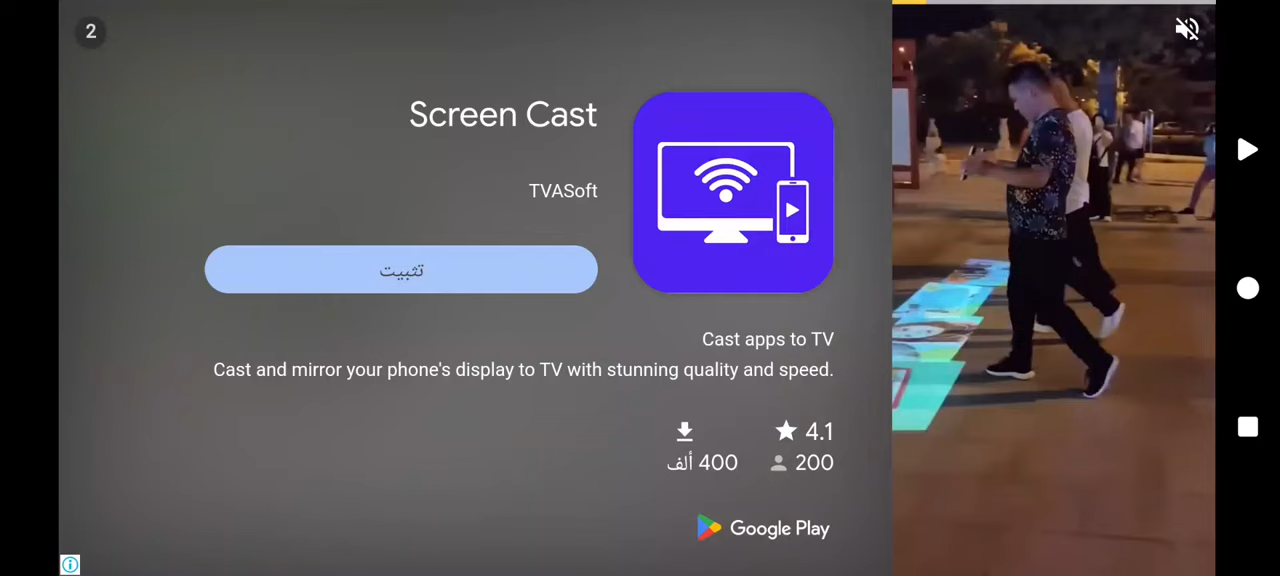 2
Screen Cast
TVASoft
تثبيت
Cast apps to TV
Cast and mirror your phone's display to TV with stunning quality and speed.
4.1
200
400 ألف
Google Play